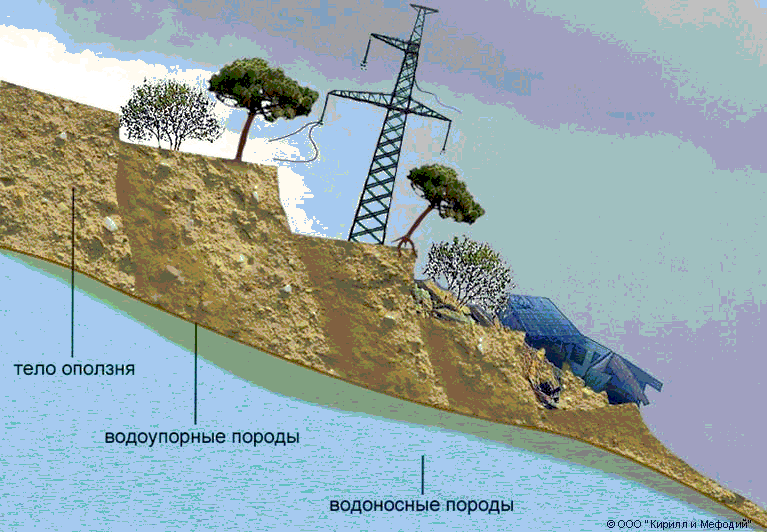 тело оползня
водоупорные породы
водоносные породы
© ООО "Кирилл и Мефодий"